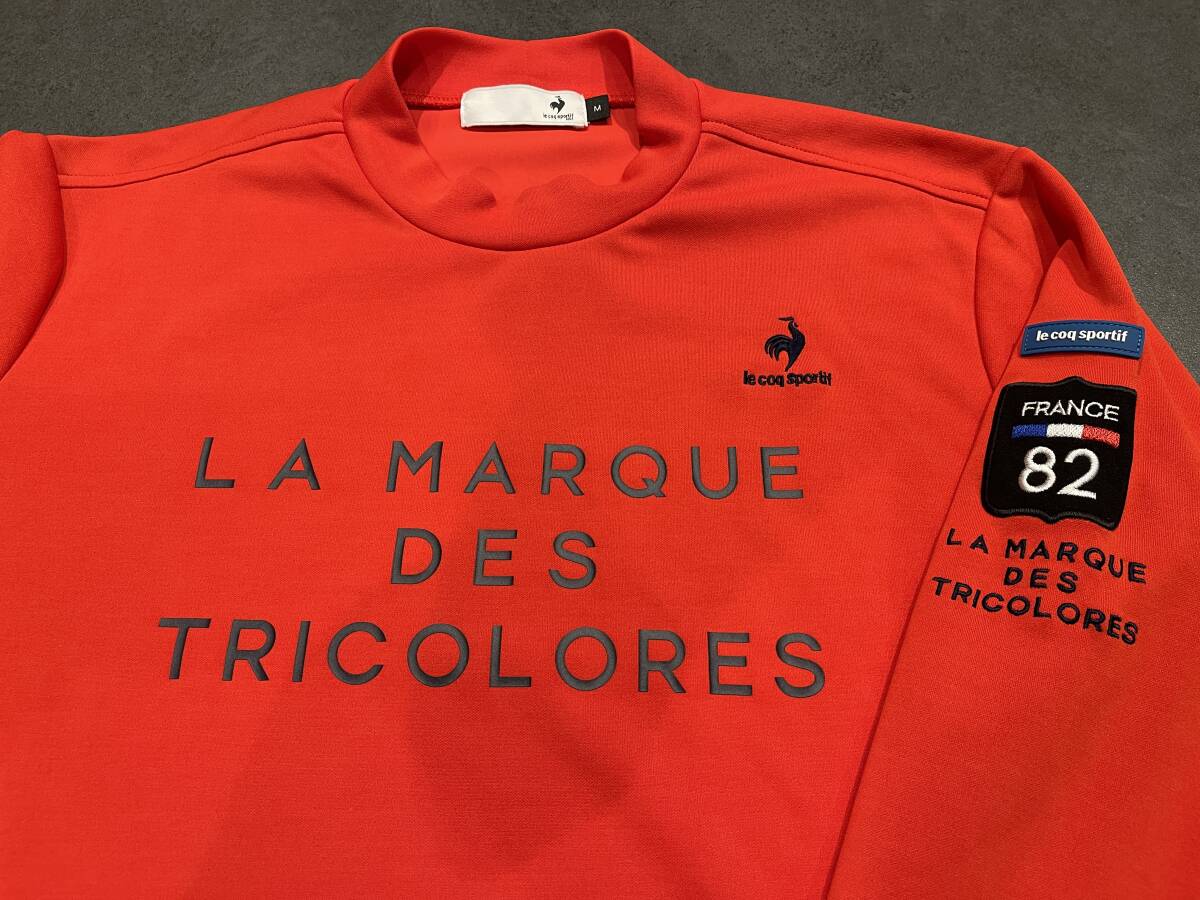 le coq sportif
M
le coq sportif
LA MARQUE
DES
TRICOLORES
le coq sportif
FRANCE
82
LA MARQUE
DES
TRICOLORES